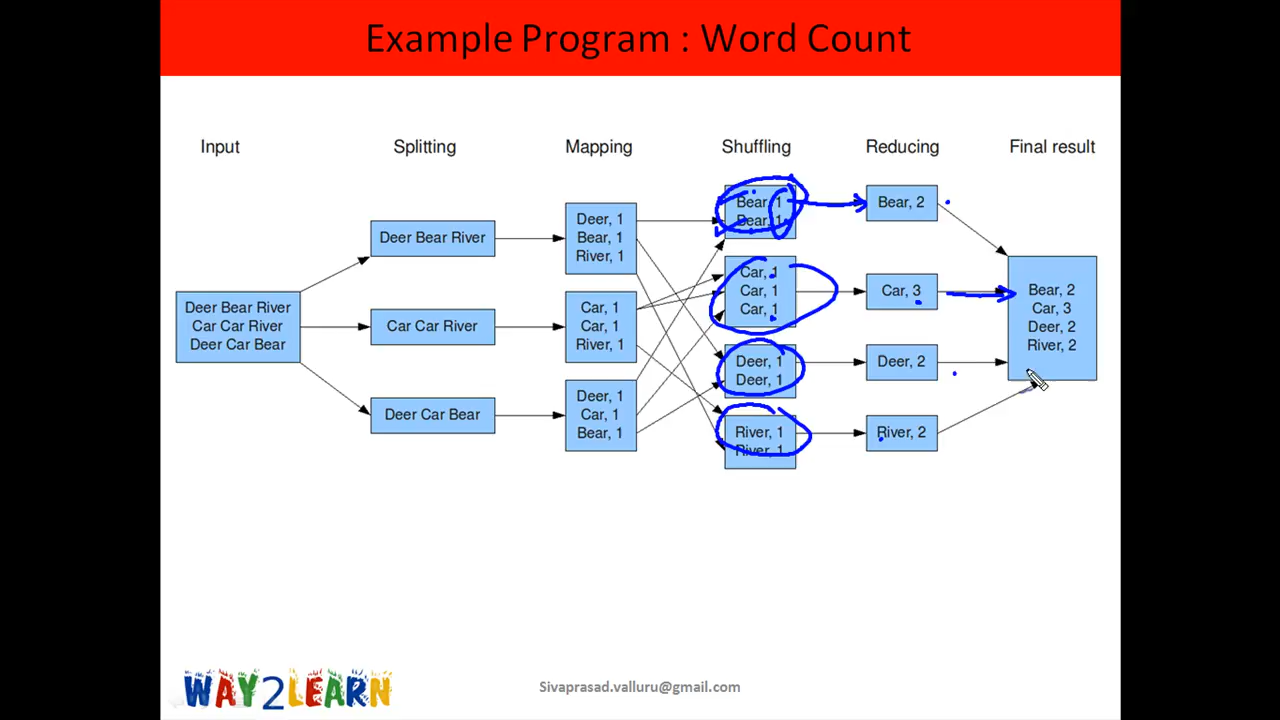 Example Program : Word Count
Input
Splitting
Mapping
Shuffling
Reducing
Final result
Deer Bear River
Car Car River
Deer Car Bear
Deer Bear River
Car Car River
Deer Car Bear
Deer, 1
Bear, 1
River, 1
Car, 1
Car, 1
River, 1
Deer, 1
Car, 1
Bear, 1
Bear, 1
Bear, 1
Car, 1
Car, 1
Car, 1
Deer, 1
Deer, 1
River, 1
River, 1
Bear, 2
Car, 3
Deer, 2
River, 2
Bear, 2
Car, 3
Deer, 2
River, 2
WAY2LEARN
Sivaprasad.valluru@gmail.com